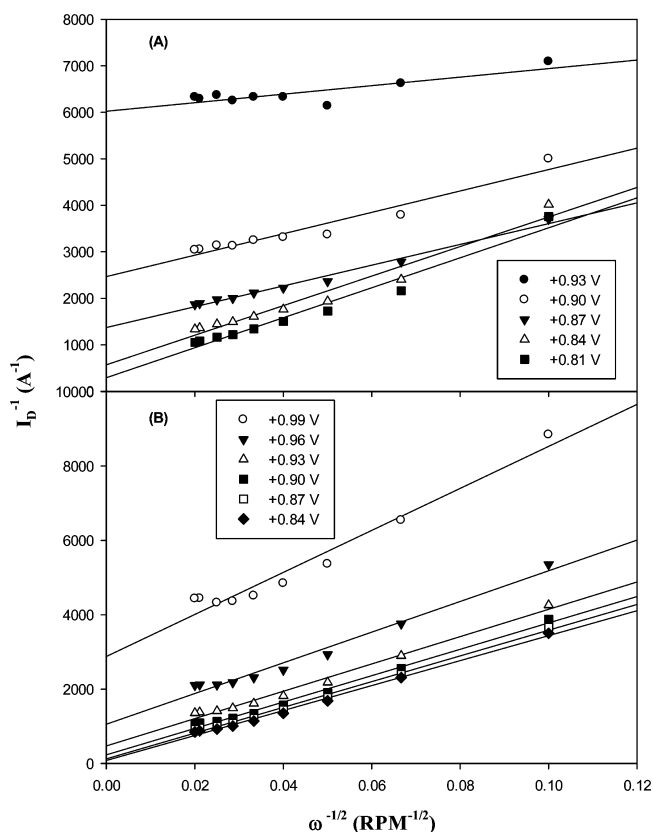 8000
(A)
7000
6000
5000
4000
3000
2000
1000
+0.93 V
+0.90 V
+0.87 V
+0.84 V
+0.81 V
I_D^-1 (A^-1)
10000
(B)
8000
6000
4000
2000
0
+0.99 V
+0.96 V
+0.93 V
+0.90 V
+0.87 V
+0.84 V
0.00 0.02 0.04 0.06 0.08 0.10 0.12
ω^-1/2 (RPM^-1/2)